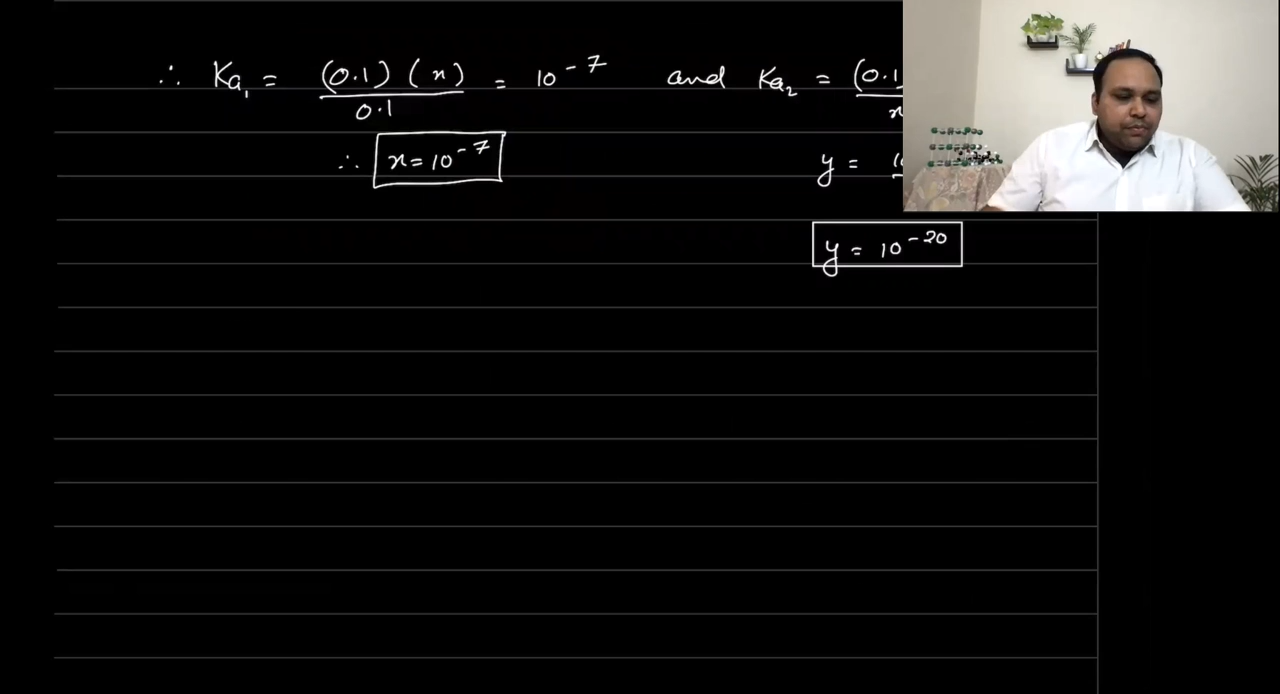 ∴ Ka₁ = (0.1) (x) / 0.1 = 10⁻⁷ and Ka₂ = (0.1
∴ x = 10⁻⁷
y =
y = 10⁻²⁰